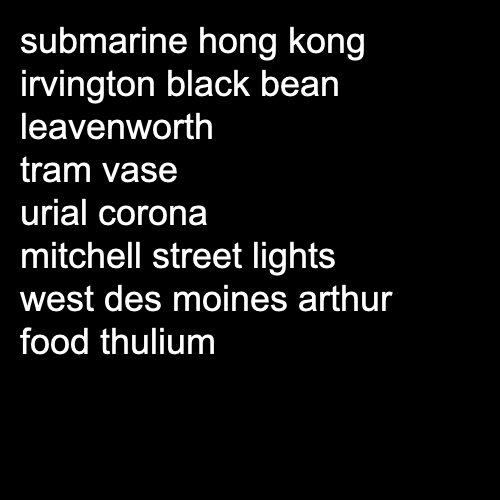 submarine hong kong
irvington black bean
leavenworth
tram vase
urial corona
mitchell street lights
west des moines arthur
food thulium